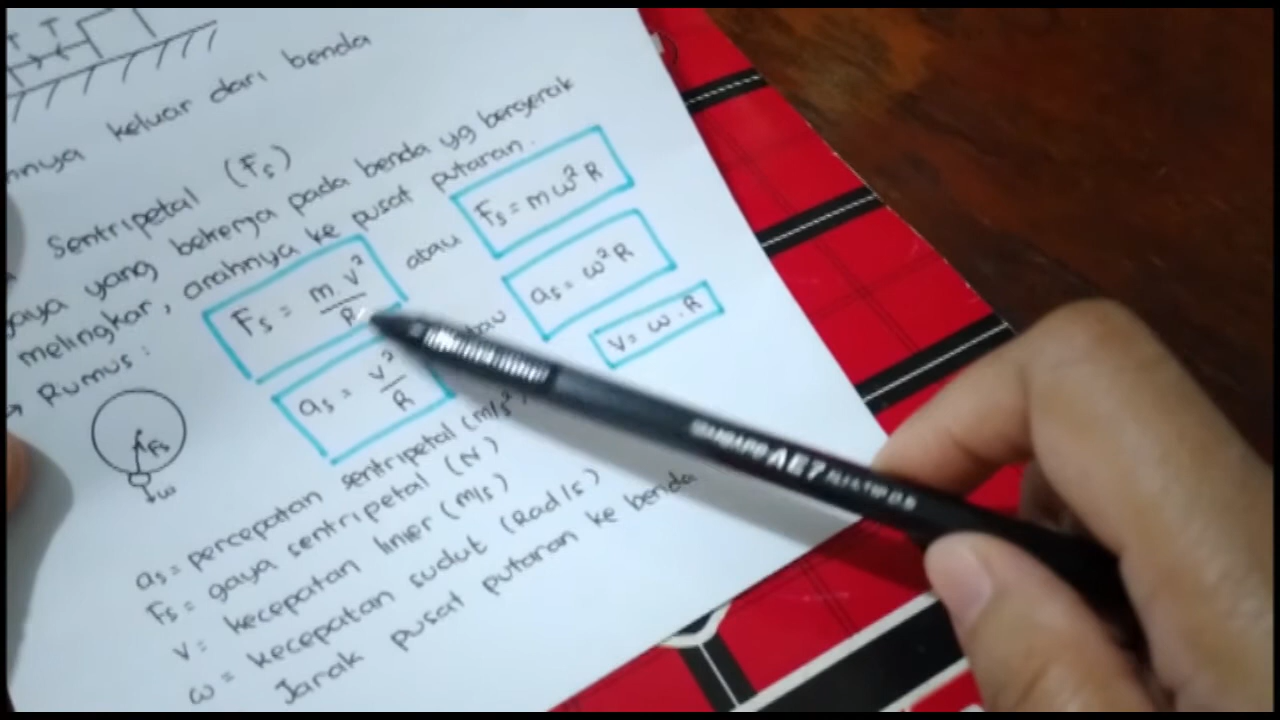 T T
keluar dari benda
Sentripetal (Fs)
gaya yang bekerja pada benda yg bergerak
melingkar, arahnya ke pusat putaran.
→ Rumus:
Fs = m.v²/R atau Fs = mω²R
as = v²/R as = ω²R
v = ω.R
Fs
ω
as = percepatan sentripetal (m/s²)
Fs = gaya sentripetal (N)
v = kecepatan linier (m/s)
ω = kecepatan sudut (Rad/s)
Jarak pusat putaran ke benda
AE7